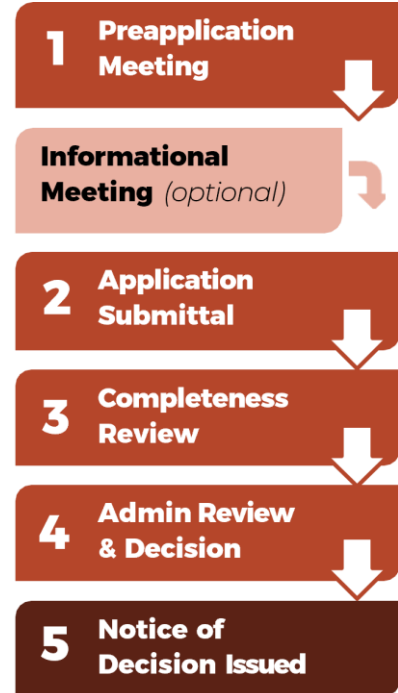 1
Preapplication
Meeting
Informational
Meeting (optional)
2
Application
Submittal
3
Completeness
Review
4
Admin Review
& Decision
5
Notice of
Decision Issued